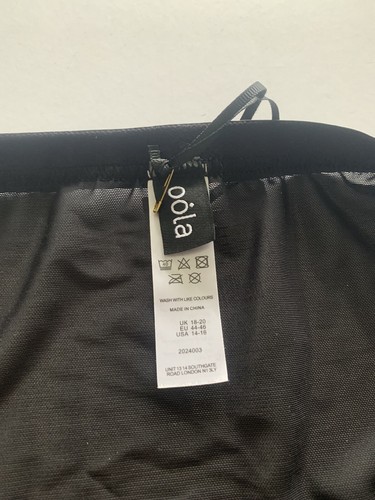 oóla
WASH WITH LIKE COLOURS
MADE IN CHINA
UK 18-20
EU 44-46
USA 14-16
2024003
UNIT 13 14 SOUTHGATE
ROAD LONDON N1 3LY